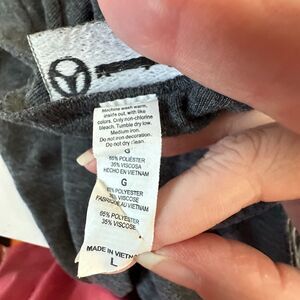 Machine wash warm,
inside out, with like
colors. Only non-chlorine
bleach. Tumble dry low.
Medium iron.
Do not iron decoration.
Do not dry clean.
G
65% POLIESTER
35% VISCOSA
HECHO EN VIETNAM
G
65% POLYESTER
35% VISCOSE
FABRIQUE AU VIETNAM
65% POLYESTER
35% VISCOSE.
MADE IN VIETNAM
L